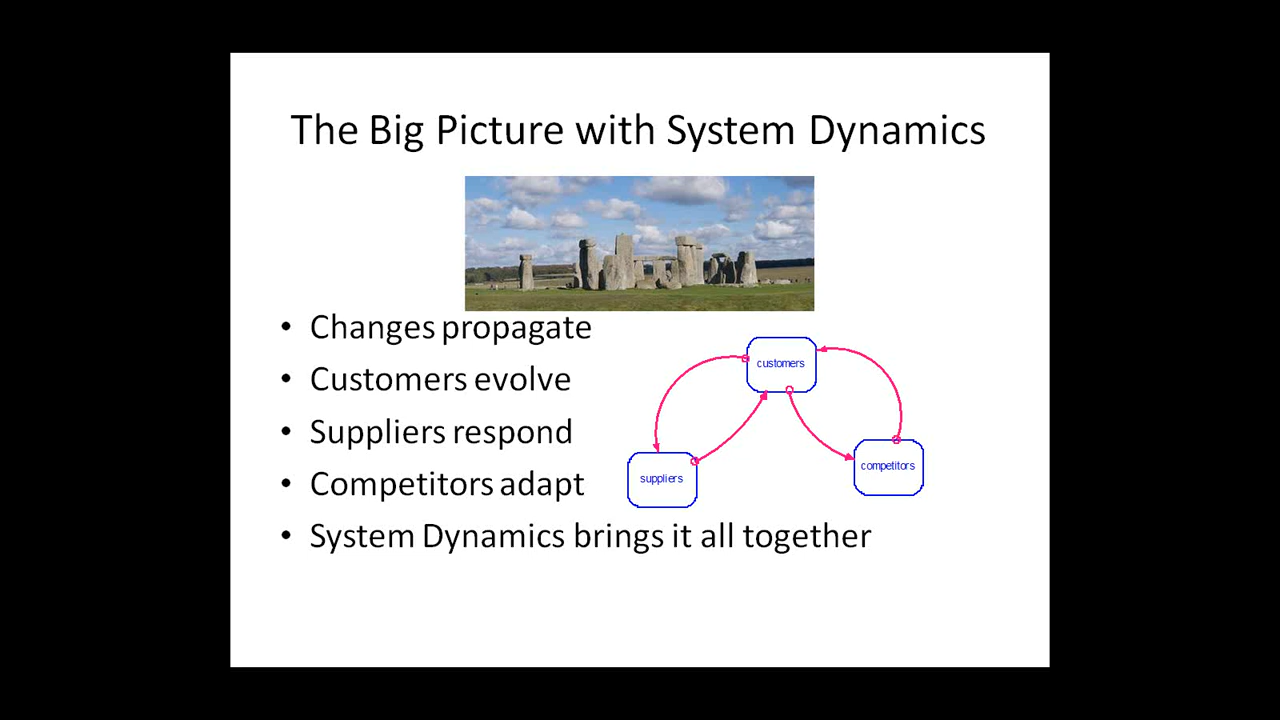 The Big Picture with System Dynamics
• Changes propagate
• Customers evolve
• Suppliers respond
• Competitors adapt
• System Dynamics brings it all together
customers
suppliers
competitors